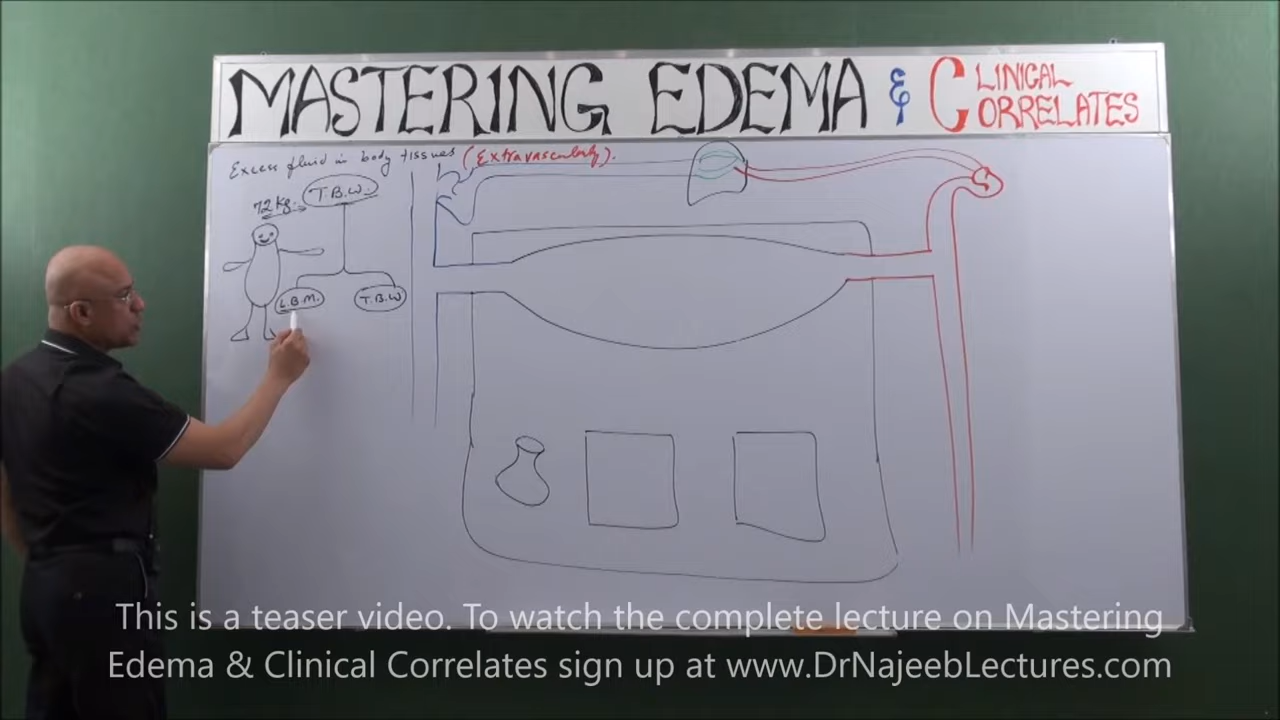 MASTERING EDEMA & CLINICAL CORRELATES
Excess fluid in body tissues (Extravascularly).
72 Kg.
T.B.W.
L.B.M.
T.B.W
This is a teaser video. To watch the complete lecture on Mastering
Edema & Clinical Correlates sign up at www.DrNajeebLectures.com